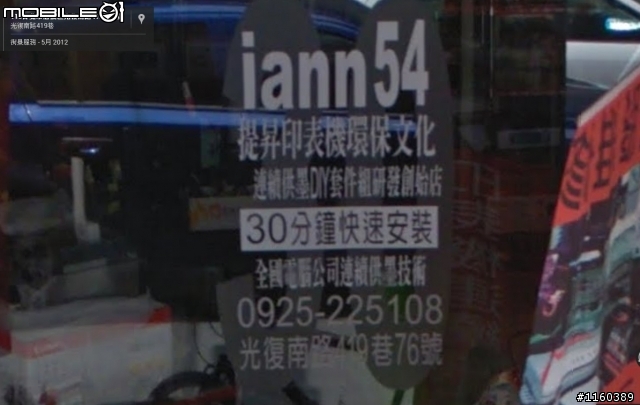 MOBILE01
光復南路419巷
街景服務 - 5月 2012
iann54
提昇印表機環保文化
連續供墨DIY套件組研發創始店
30分鐘快速安裝
全國電腦公司連續供墨技術
0925-225108
光復南路419巷76號
#1160389